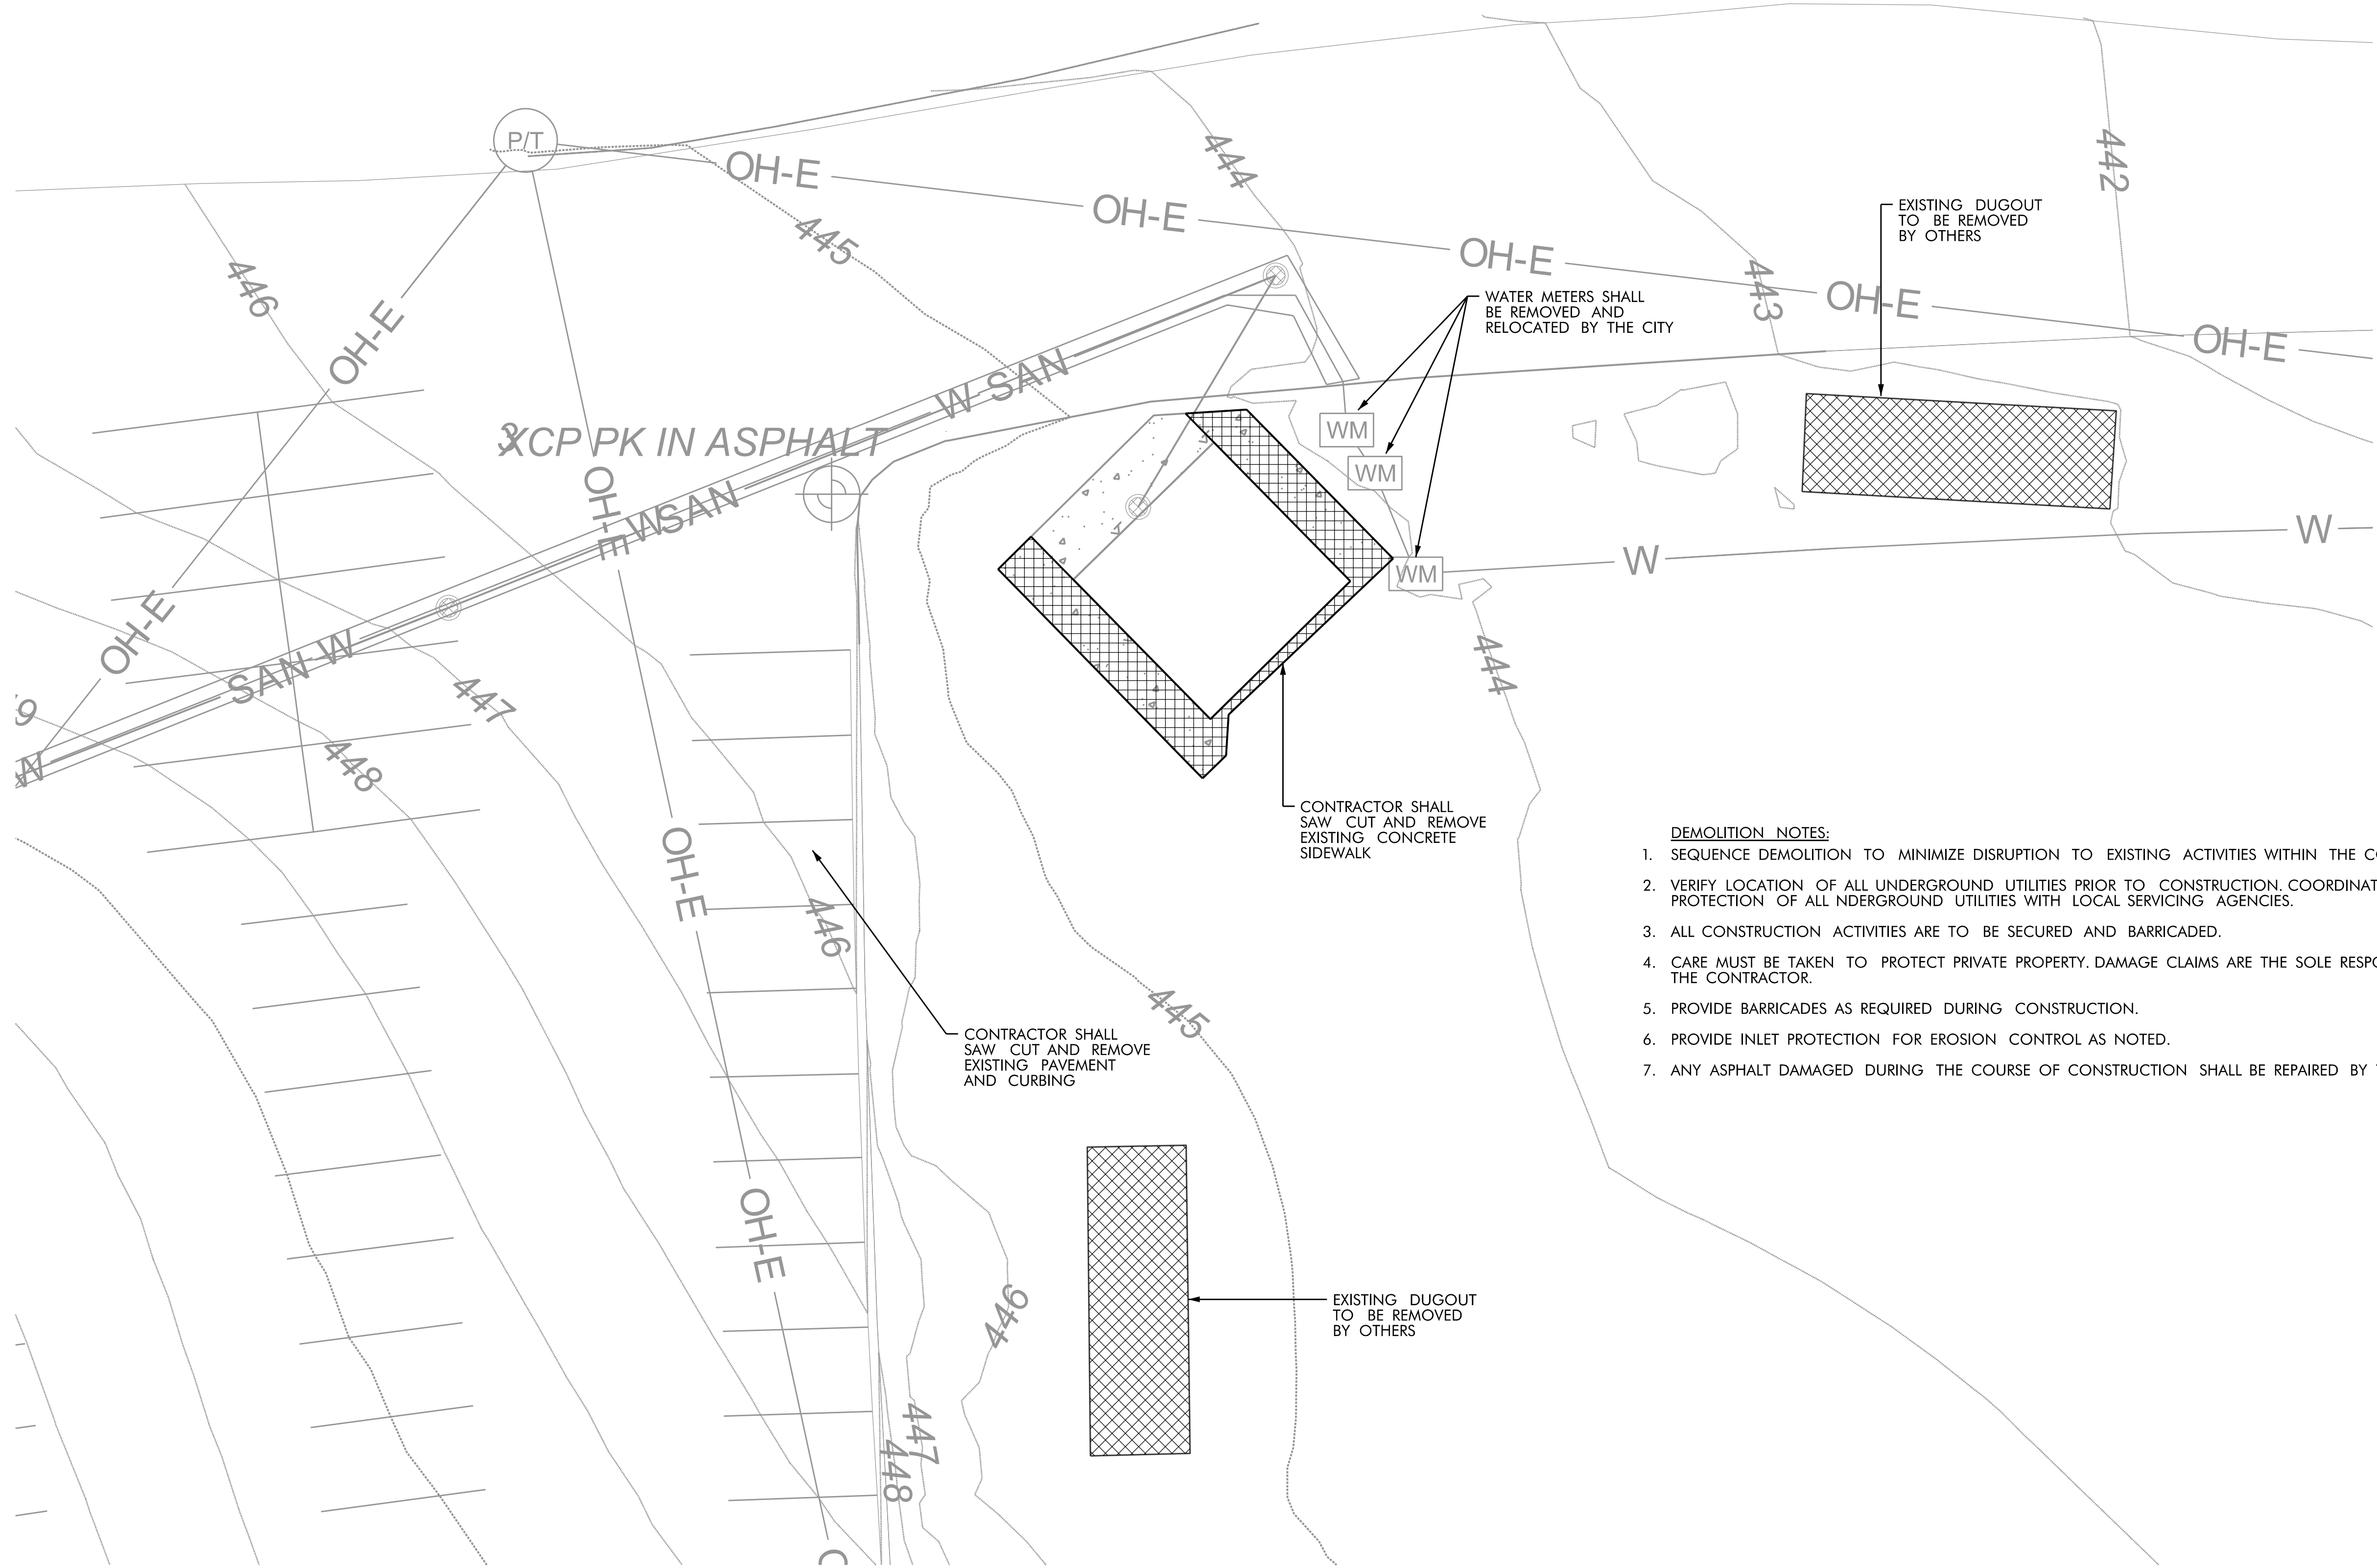 P/T
OH-E
OH-E
OH-E
OH-E
OH-E
444
442
445
446
443
EXISTING DUGOUT
TO BE REMOVED
BY OTHERS
WATER METERS SHALL
BE REMOVED AND
RELOCATED BY THE CITY
OH-E
W SAN
3
XCP PK IN ASPHALT
WM
WM
WM
OH-E
W SAN
W
W
OH-E
SAN W
9
W
447
448
444
CONTRACTOR SHALL
SAW CUT AND REMOVE
EXISTING CONCRETE
SIDEWALK
OH-E
446
445
CONTRACTOR SHALL
SAW CUT AND REMOVE
EXISTING PAVEMENT
AND CURBING
DEMOLITION NOTES:
1. SEQUENCE DEMOLITION TO MINIMIZE DISRUPTION TO EXISTING ACTIVITIES WITHIN THE
2. VERIFY LOCATION OF ALL UNDERGROUND UTILITIES PRIOR TO CONSTRUCTION. COORDINAT
PROTECTION OF ALL NDERGROUND UTILITIES WITH LOCAL SERVICING AGENCIES.
3. ALL CONSTRUCTION ACTIVITIES ARE TO BE SECURED AND BARRICADED.
4. CARE MUST BE TAKEN TO PROTECT PRIVATE PROPERTY. DAMAGE CLAIMS ARE THE SOLE RESP
THE CONTRACTOR.
5. PROVIDE BARRICADES AS REQUIRED DURING CONSTRUCTION.
6. PROVIDE INLET PROTECTION FOR EROSION CONTROL AS NOTED.
7. ANY ASPHALT DAMAGED DURING THE COURSE OF CONSTRUCTION SHALL BE REPAIRED BY
OH-E
446
EXISTING DUGOUT
TO BE REMOVED
BY OTHERS
447
448